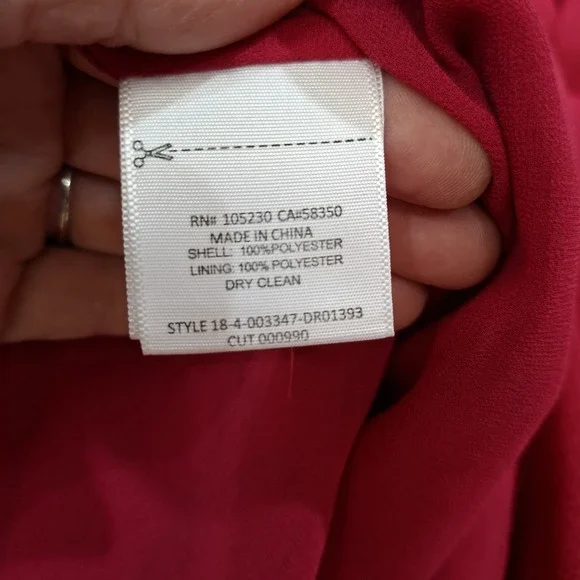 RN# 105230 CA#58350
MADE IN CHINA
SHELL: 100%POLYESTER
LINING: 100% POLYESTER
DRY CLEAN
STYLE 18-4-003347-DR01393
CUT 000990